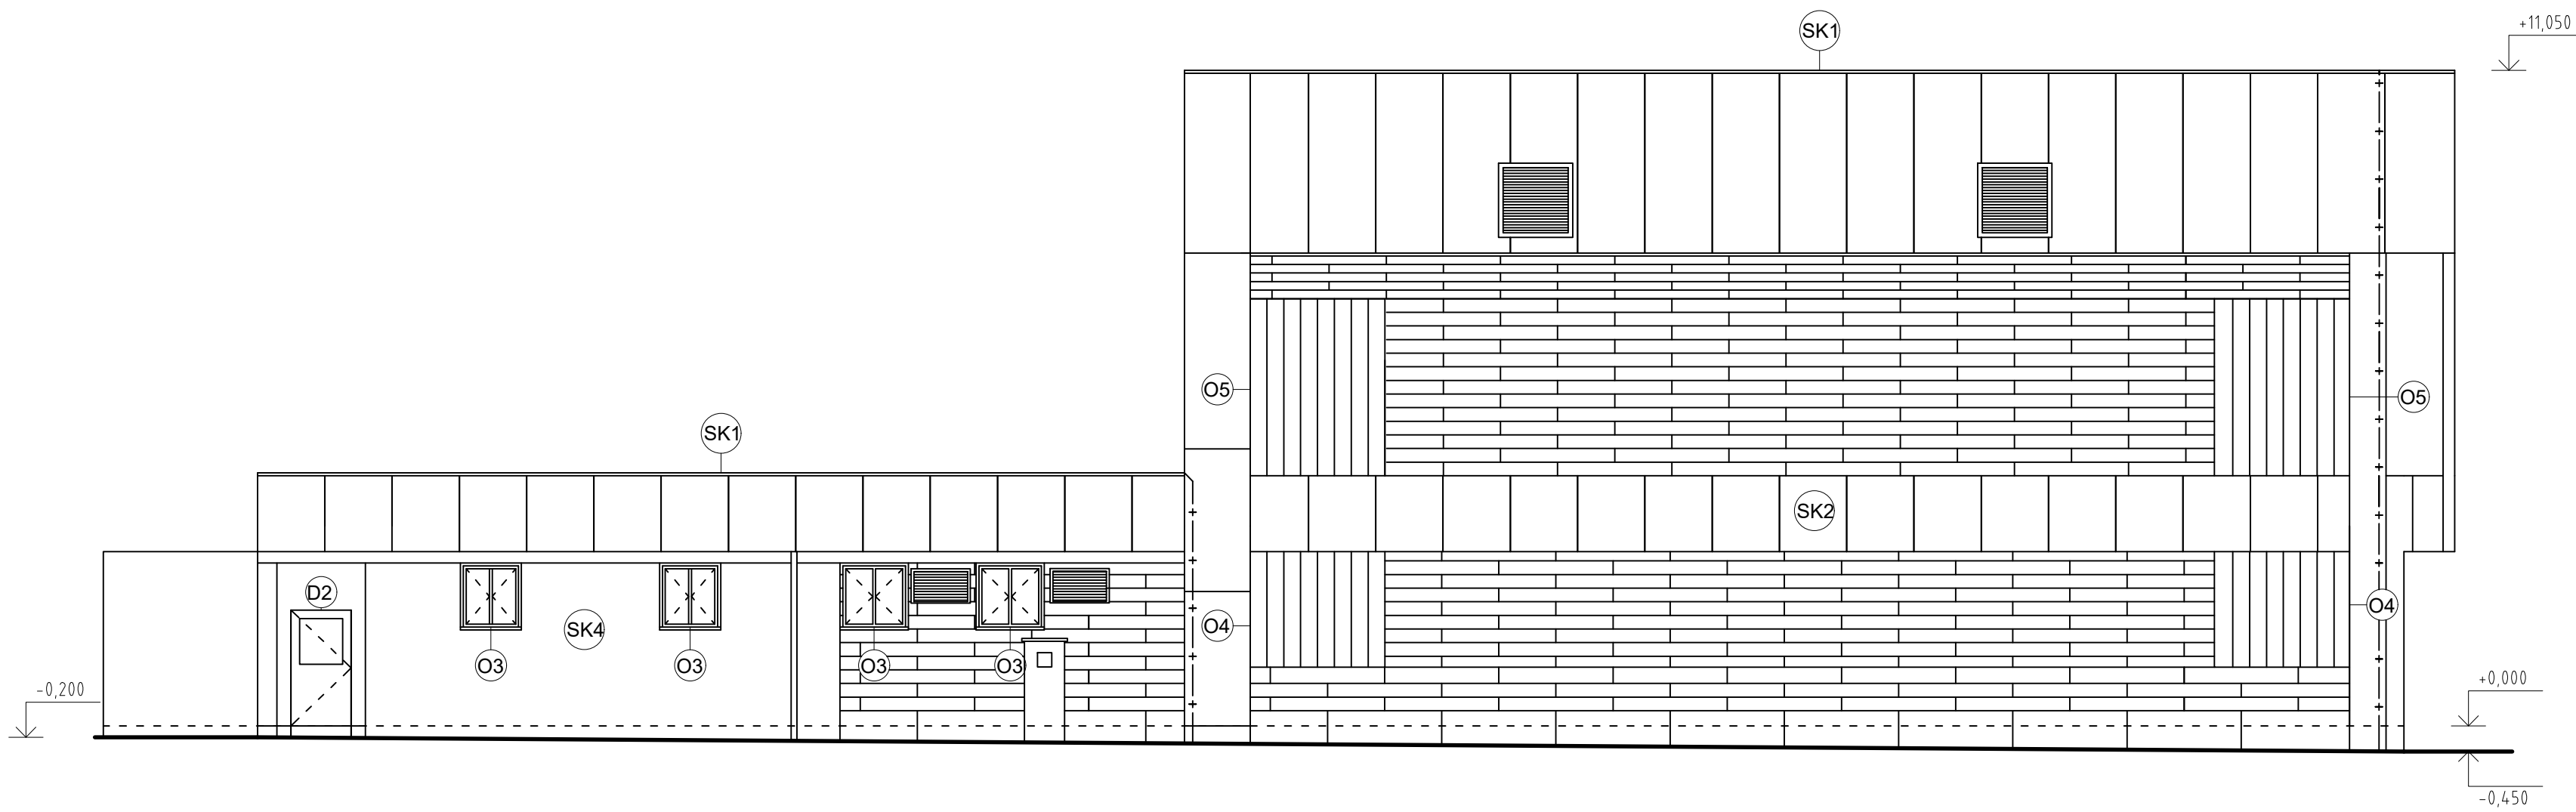 SK1
+11,050
O5
O5
SK1
SK2
D2
O4
SK4
O4
O3
O3
O3
O3
-0,200
+0,000
-0,450